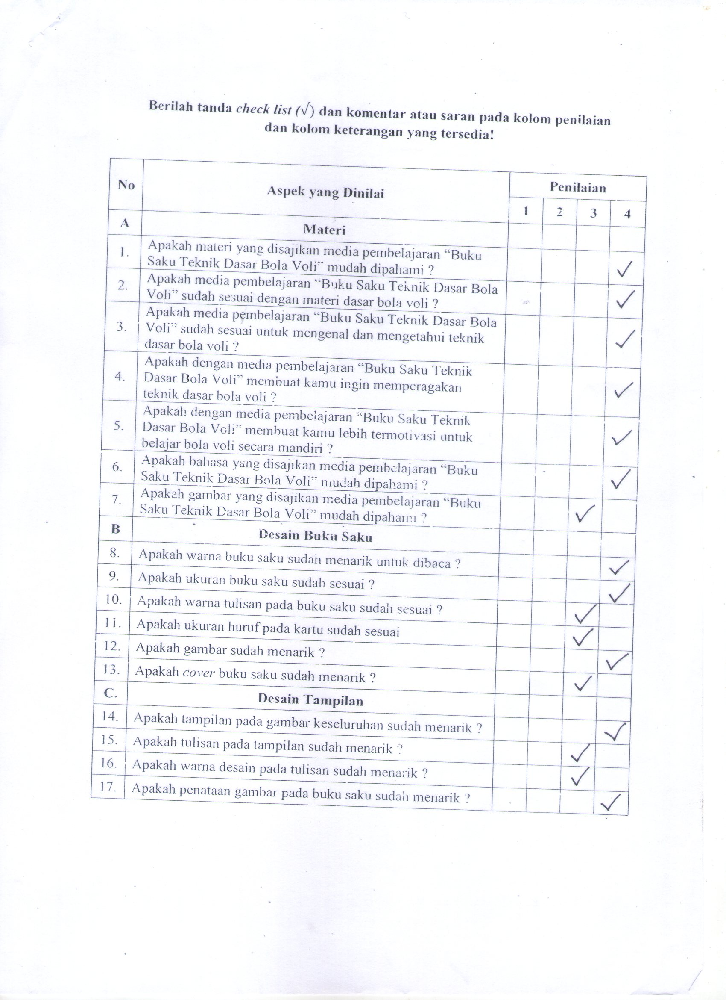 Berilah tanda check list (√) dan komentar atau saran pada kolom penilaian
dan kolom keterangan yang tersedia!
No Aspek yang Dinilai Penilaian
1 2 3 4
A Materi
1. Apakah materi yang disajikan media pembelajaran “Buku
Saku Teknik Dasar Bola Voli” mudah dipahami ? ✓
2. Apakah media pembelajaran “Buku Saku Teknik Dasar Bola
Voli” sudah sesuai dengan materi dasar bola voli ? ✓
Apakah media pembelajaran “Buku Saku Teknik Dasar Bola
3. Voli” sudah sesuai untuk mengenal dan mengetahui teknik ✓
dasar bola voli ?
Apakah dengan media pembelajaran “Buku Saku Teknik
4. Dasar Bola Voli” membuat kamu ingin memperagakan ✓
teknik dasar bola voli ?
Apakah dengan media pembelajaran “Buku Saku Teknik
5. Dasar Bola Voli” membuat kamu lebih termotivasi untuk ✓
belajar bola voli secara mandiri ?
6. Apakah bahasa yang disajikan media pembelajaran “Buku
Saku Teknik Dasar Bola Voli” mudah dipahami ? ✓
7. Apakah gambar yang disajikan media pembelajaran “Buku
Saku Teknik Dasar Bola Voli” mudah dipahami ? ✓
B Desain Buku Saku
8. Apakah warna buku saku sudah menarik untuk dibaca ? ✓
9. Apakah ukuran buku saku sudah sesuai ? ✓
10. Apakah warna tulisan pada buku saku sudah sesuai ? ✓
11. Apakah ukuran huruf pada kartu sudah sesuai ✓
12. Apakah gambar sudah menarik ? ✓
13. Apakah cover buku saku sudah menarik ? ✓
C. Desain Tampilan
14. Apakah tampilan pada gambar keseluruhan sudah menarik ? ✓
15. Apakah tulisan pada tampilan sudah menarik ? ✓
16. Apakah warna desain pada tulisan sudah menarik ? ✓
17. Apakah penataan gambar pada buku saku sudah menarik ? ✓